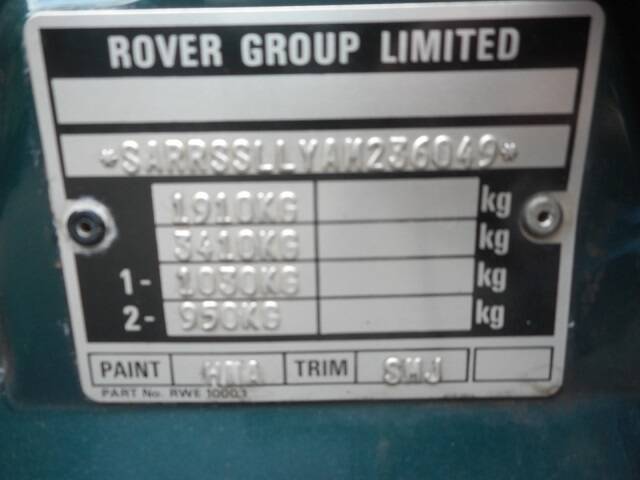 ROVER GROUP LIMITED
*SARRSSLLYAM236049*
1910KG kg
3410KG kg
1- 1030KG kg
2- 950KG kg
PAINT HNA TRIM SMJ
PART No. RWE 10003